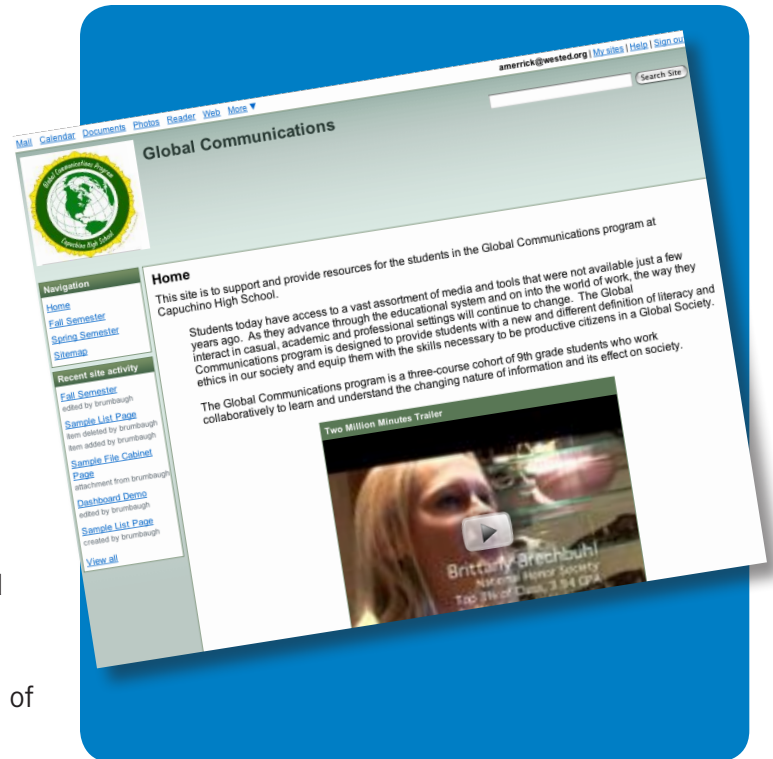 amerrick@wested.org | My sites | Help | Sign ou
Mail Calendar Documents Photos Reader Web More ▼
Search Site
Global Communications
Global Communications Program
Capuchino High School
Navigation
Home
Fall Semester
Spring Semester
Sitemap
Recent site activity
Fall Semester
edited by brumbaugh
Sample List Page
item deleted by brumbaugh
item added by brumbaugh
Sample File Cabinet
Page
attachment from brumbaugh
Dashboard Demo
edited by brumbaugh
Sample List Page
created by brumbaugh
View all
Home
This site is to support and provide resources for the students in the Global Communications program at
Capuchino High School.
Students today have access to a vast assortment of media and tools that were not available just a few
years ago. As they advance through the educational system and on into the world of work, the way they
interact in casual, academic and professional settings will continue to change. The Global
Communications program is designed to provide students with a new and different definition of literacy and
ethics in our society and equip them with the skills necessary to be productive citizens in a Global Society.
The Global Communications program is a three-course cohort of 9th grade students who work
collaboratively to learn and understand the changing nature of information and its effect on society.
Two Million Minutes Trailer
Brittany Brechbuhl
National Honor Society
Top 3% of Class, 3.94 GPA
of